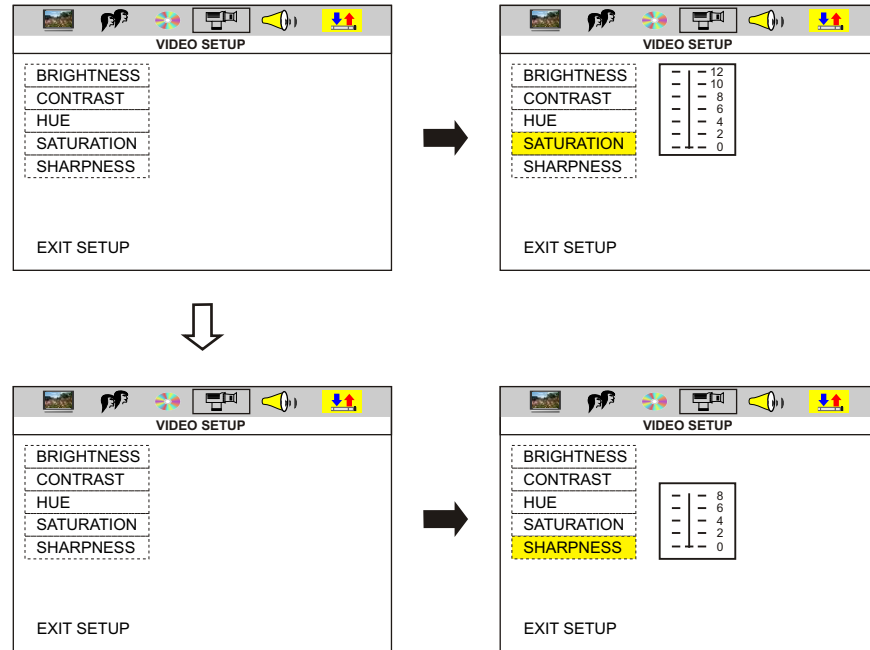 VIDEO SETUP
BRIGHTNESS
CONTRAST
HUE
SATURATION
SHARPNESS
EXIT SETUP
VIDEO SETUP
BRIGHTNESS
CONTRAST
HUE
SATURATION
SHARPNESS
12
10
8
6
4
2
0
EXIT SETUP
VIDEO SETUP
BRIGHTNESS
CONTRAST
HUE
SATURATION
SHARPNESS
EXIT SETUP
VIDEO SETUP
BRIGHTNESS
CONTRAST
HUE
SATURATION
SHARPNESS
8
6
4
2
0
EXIT SETUP